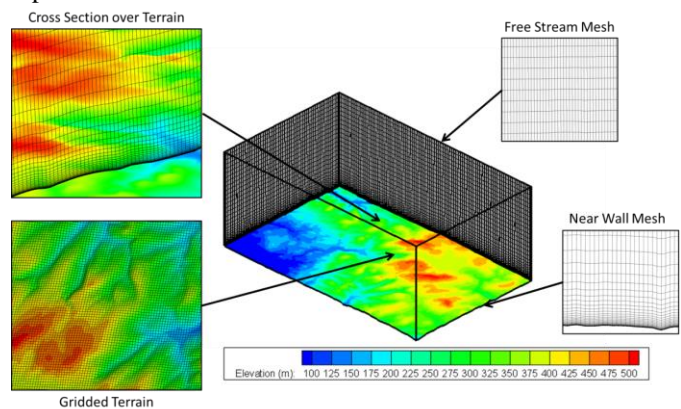 Cross Section over Terrain
Free Stream Mesh
Near Wall Mesh
Elevation (m): 100 125 150 175 200 225 250 275 300 325 350 375 400 425 450 475 500
Gridded Terrain